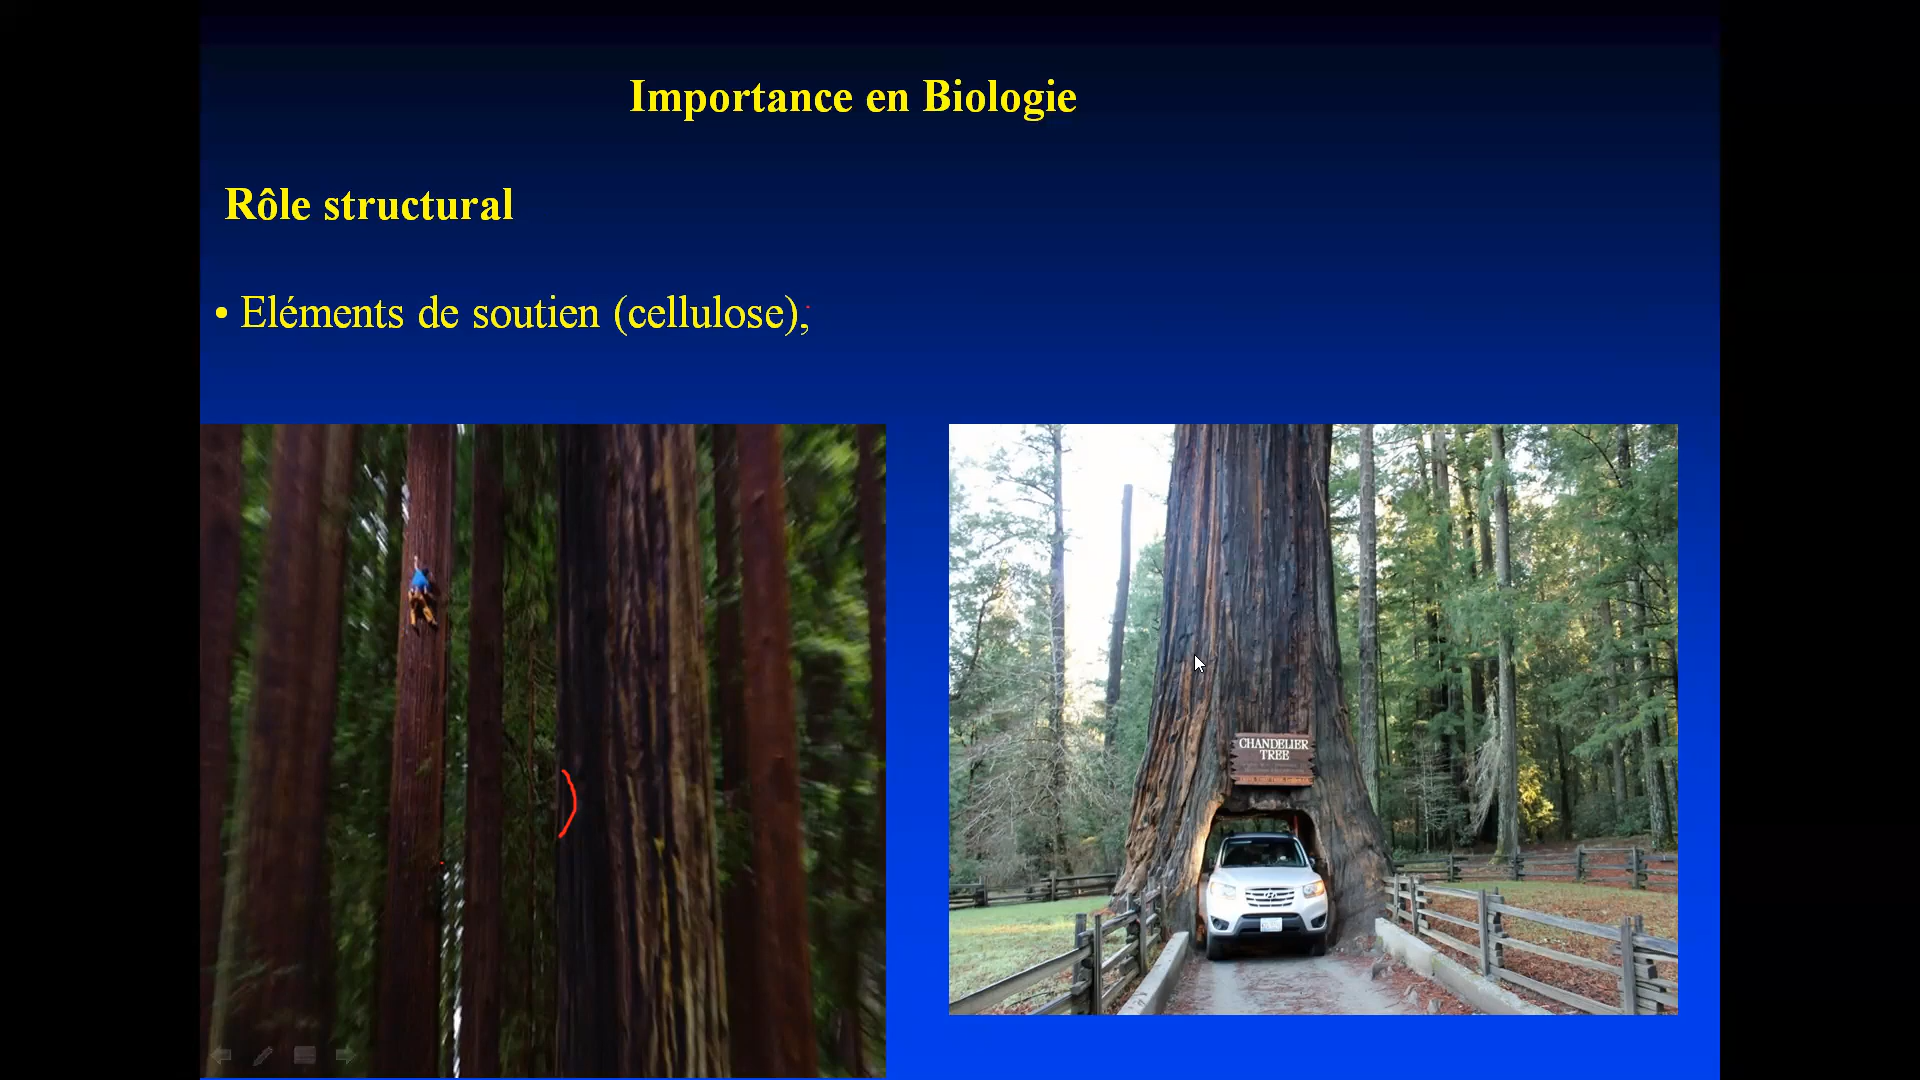 Importance en Biologie
Rôle structural
• Eléments de soutien (cellulose);
CHANDELIER
TREE